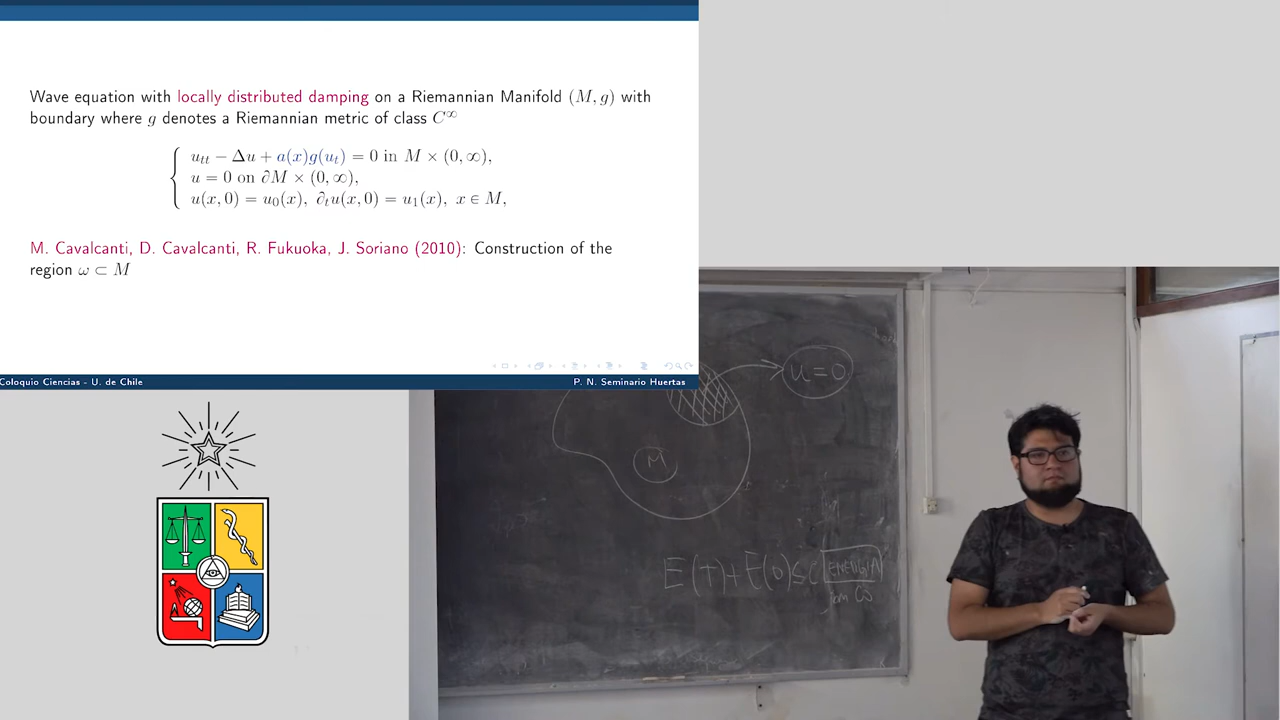 Wave equation with locally distributed damping on a Riemannian Manifold (M, g) with
boundary where g denotes a Riemannian metric of class C^∞
u_tt − Δu + a(x)g(u_t) = 0 in M × (0, ∞),
u = 0 on ∂M × (0, ∞),
u(x, 0) = u_0(x), ∂_t u(x, 0) = u_1(x), x ∈ M,
M. Cavalcanti, D. Cavalcanti, R. Fukuoka, J. Soriano (2010): Construction of the
region ω ⊂ M
Coloquio Ciencias - U. de Chile
P. N. Seminario Huertas
u=0
M
E(T)+E(0)≤C ENERGIA